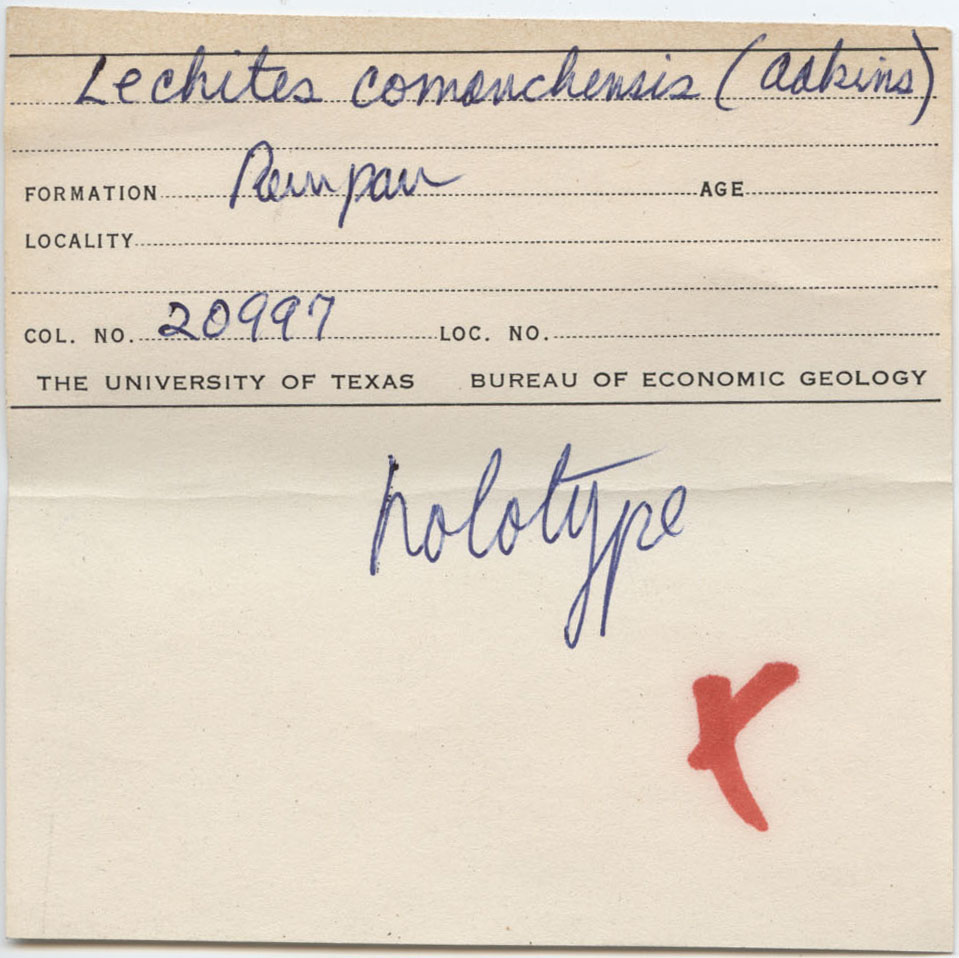 Lechites comanchensis (Adkins)
FORMATION Pawpaw AGE
LOCALITY
COL. NO. 20997 LOC. NO.
THE UNIVERSITY OF TEXAS BUREAU OF ECONOMIC GEOLOGY
holotype